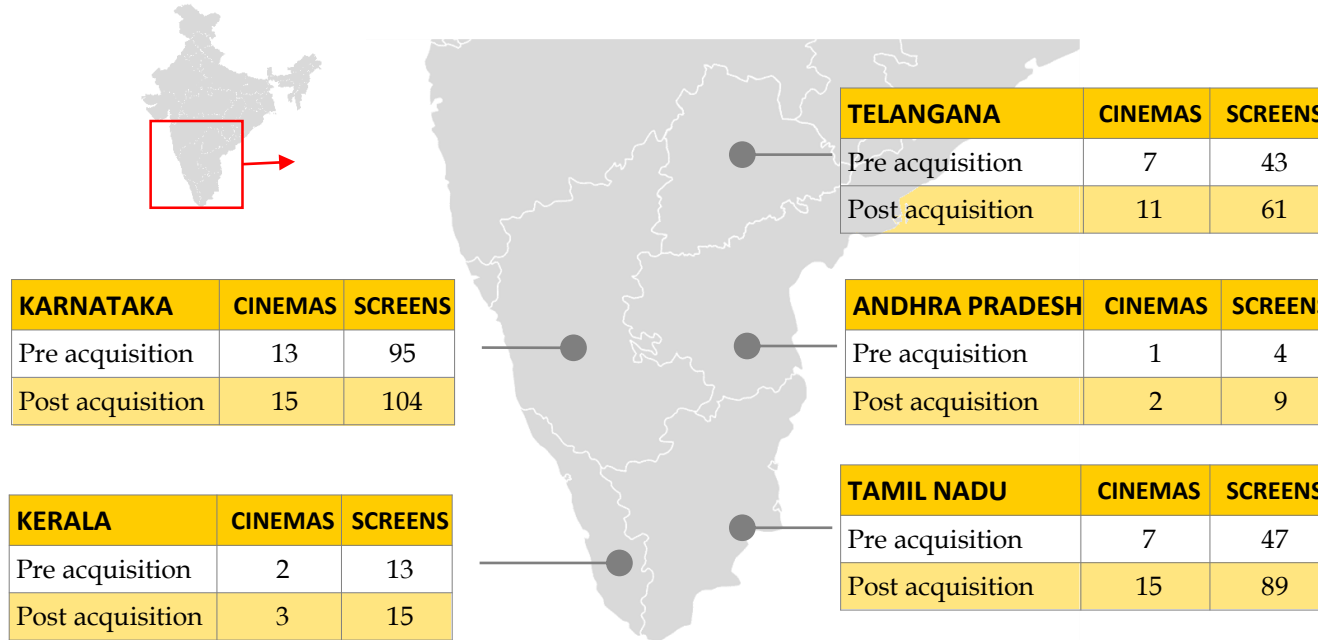 TELANGANA CINEMAS SCREENS
Pre acquisition 7 43
Post acquisition 11 61
KARNATAKA CINEMAS SCREENS
Pre acquisition 13 95
Post acquisition 15 104
ANDHRA PRADESH CINEMAS SCREENS
Pre acquisition 1 4
Post acquisition 2 9
KERALA CINEMAS SCREENS
Pre acquisition 2 13
Post acquisition 3 15
TAMIL NADU CINEMAS SCREENS
Pre acquisition 7 47
Post acquisition 15 89